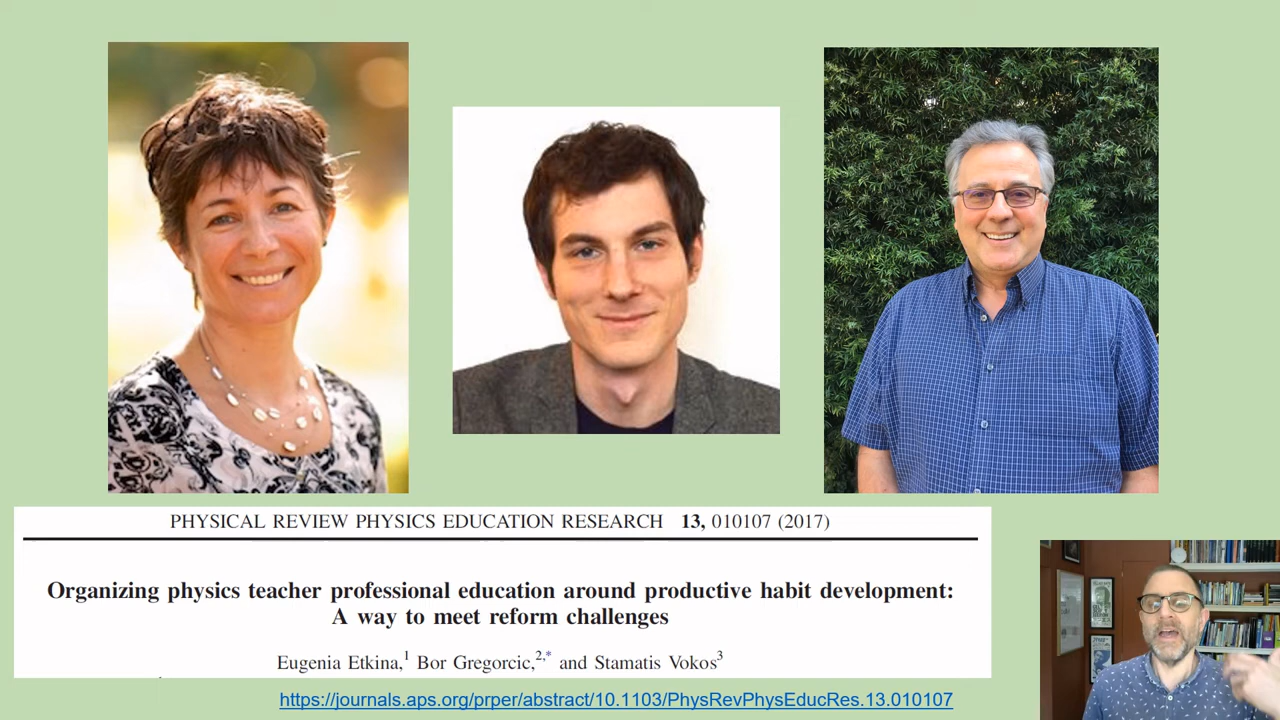 PHYSICAL REVIEW PHYSICS EDUCATION RESEARCH 13, 010107 (2017)
Organizing physics teacher professional education around productive habit development:
A way to meet reform challenges
Eugenia Etkina,1 Bor Gregorcic,2,* and Stamatis Vokos3
https://journals.aps.org/prper/abstract/10.1103/PhysRevPhysEducRes.13.010107